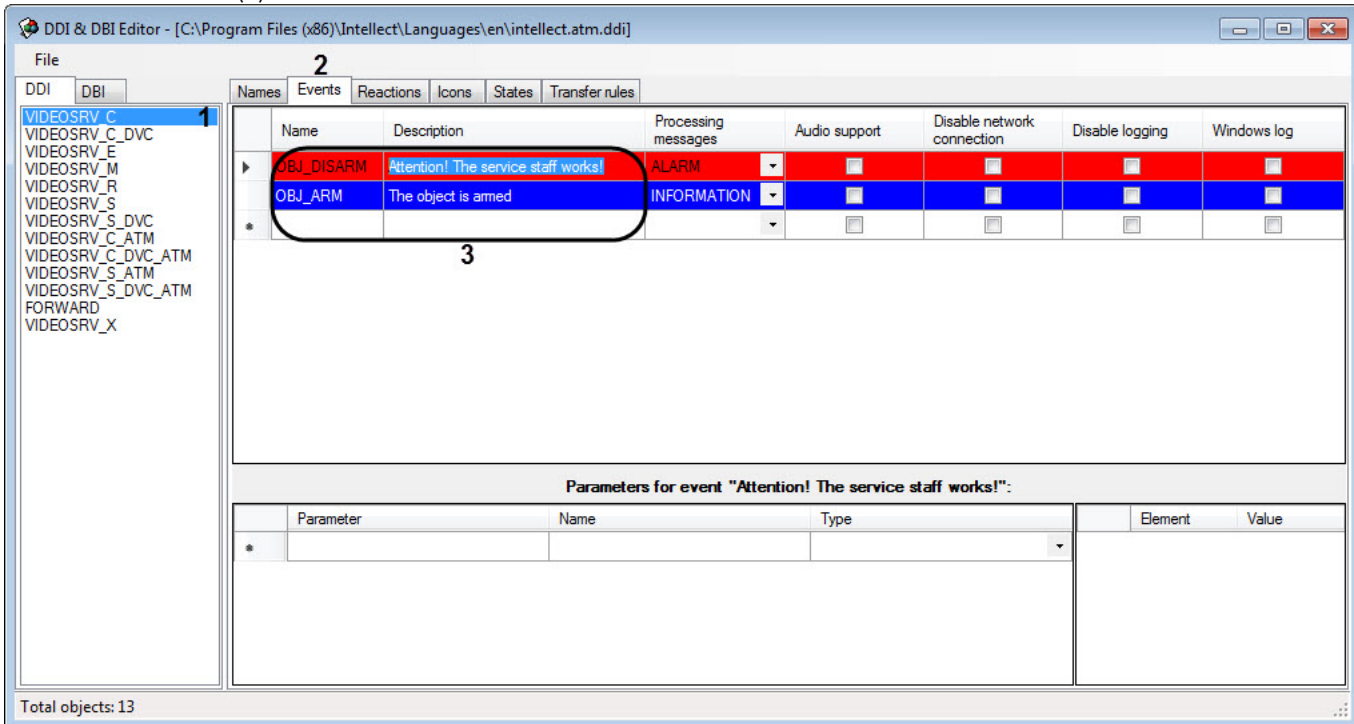 DDI & DBI Editor - [C:\Program Files (x86)\Intellect\Languages\en\intellect.atm.ddi]
File
2
DDI DBI
Names Events Reactions Icons States Transfer rules
VIDEOSRV_C 1
VIDEOSRV_C_DVC
VIDEOSRV_E
VIDEOSRV_M
VIDEOSRV_R
VIDEOSRV_S
VIDEOSRV_S_DVC
VIDEOSRV_C_ATM
VIDEOSRV_C_DVC_ATM
VIDEOSRV_S_ATM
VIDEOSRV_S_DVC_ATM
FORWARD
VIDEOSRV_X
Name Description Processing messages Audio support Disable network connection Disable logging Windows log
OBJ_DISARM Attention! The service staff works! ALARM
OBJ_ARM The object is armed INFORMATION
*
3
Parameters for event "Attention! The service staff works!":
Parameter Name Type Element Value
*
Total objects: 13